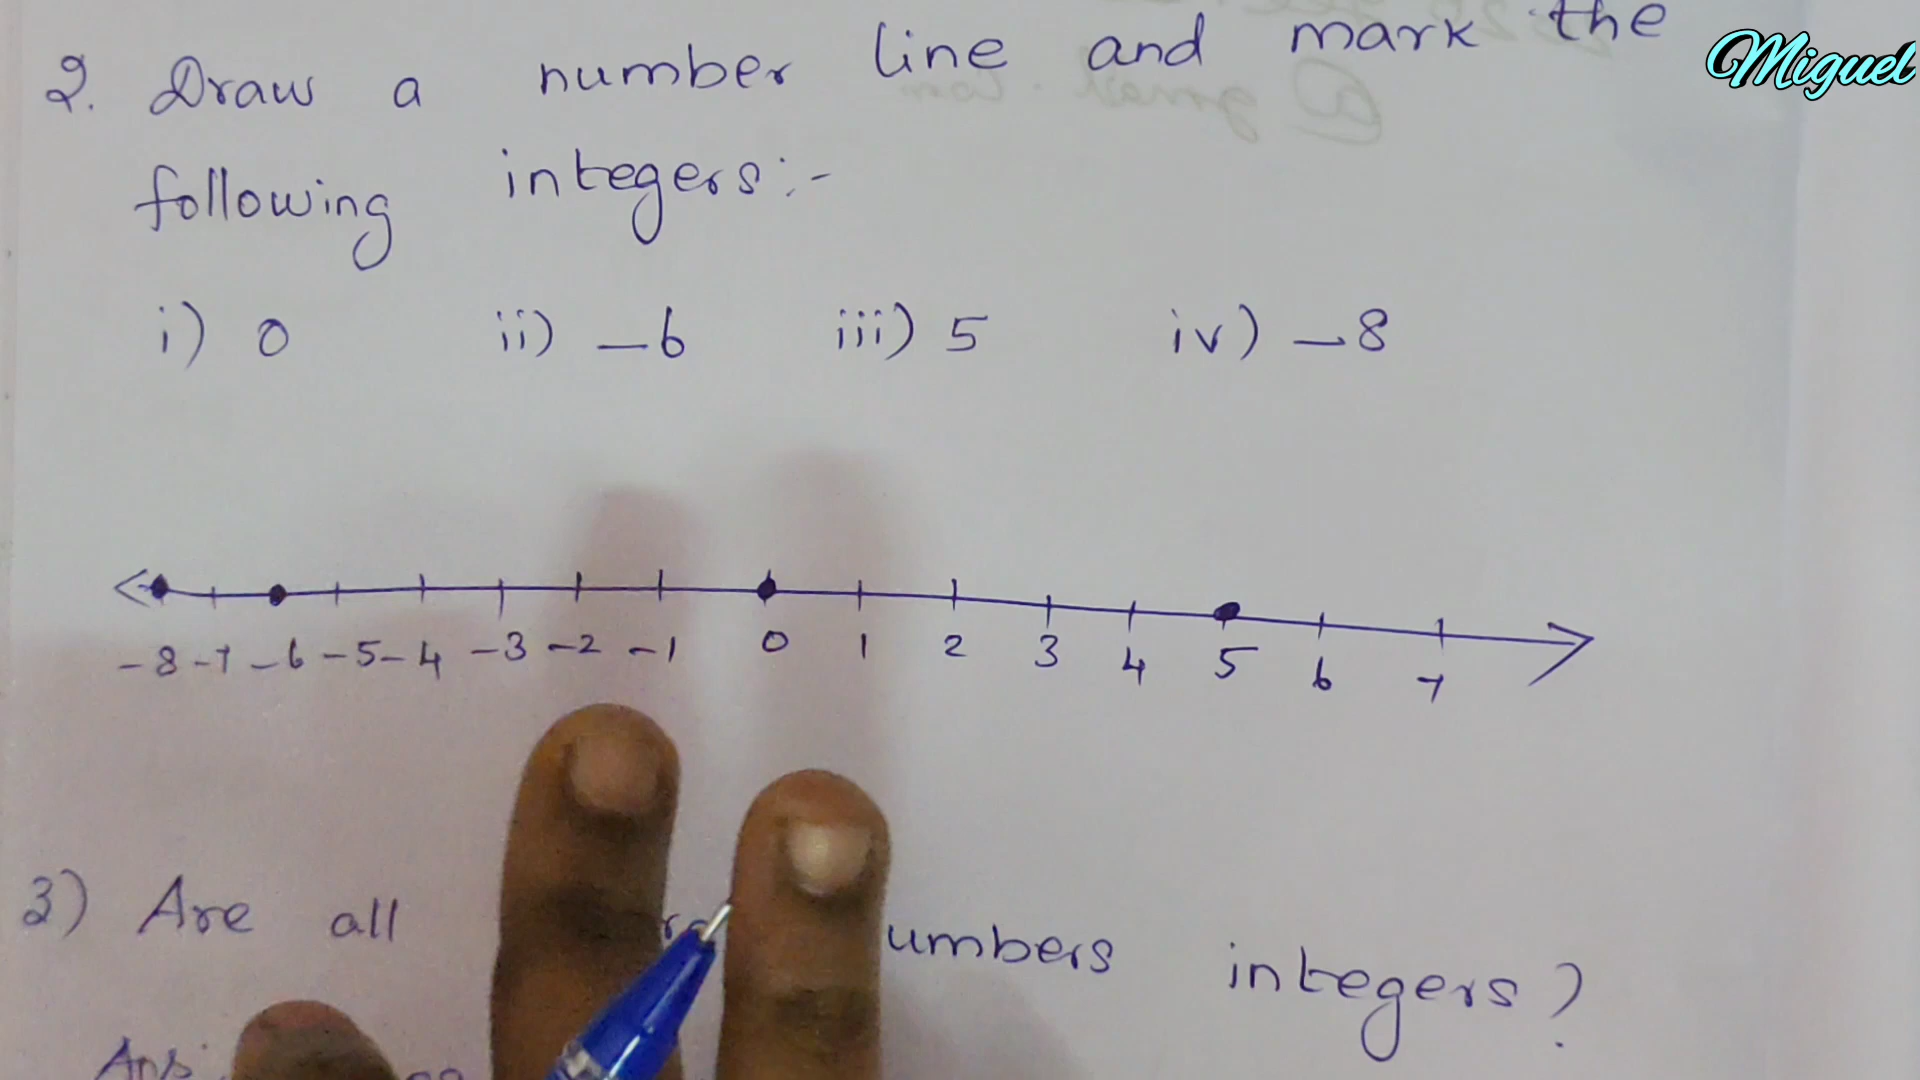 Miguel
2. Draw a number line and mark the
following integers:-
i) 0 ii) -6 iii) 5 iv) -8
-8 -7 -6 -5 -4 -3 -2 -1 0 1 2 3 4 5 6 7
3) Are all umbers integers?
Ans: